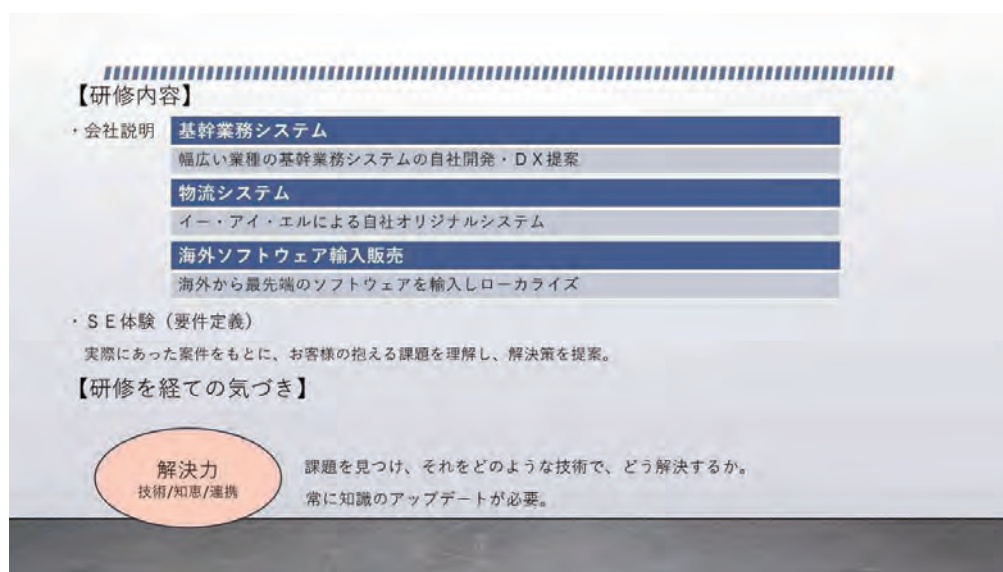 【研修内容】
・会社説明
基幹業務システム
幅広い業種の基幹業務システムの自社開発・DX提案
物流システム
イー・アイ・エルによる自社オリジナルシステム
海外ソフトウェア輸入販売
海外から最先端のソフトウェアを輸入しローカライズ
・SE体験（要件定義）
実際にあった案件をもとに、お客様の抱える課題を理解し、解決策を提案。
【研修を経ての気づき】
解決力
技術/知恵/連携
課題を見つけ、それをどのような技術で、どう解決するか。
常に知識のアップデートが必要。